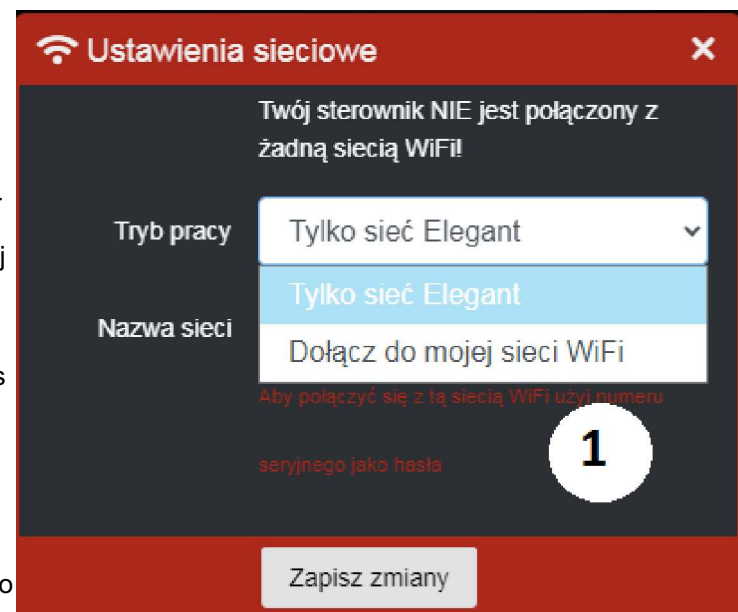 Ustawienia sieciowe
Twój sterownik NIE jest połączony z
żadną siecią WiFi!
Tryb pracy
Tylko sieć Elegant
Tylko sieć Elegant
Dołącz do mojej sieci WiFi
Nazwa sieci
Aby połączyć się z tą siecią WiFi użyj numeru
seryjnego jako hasła
1
Zapisz zmiany